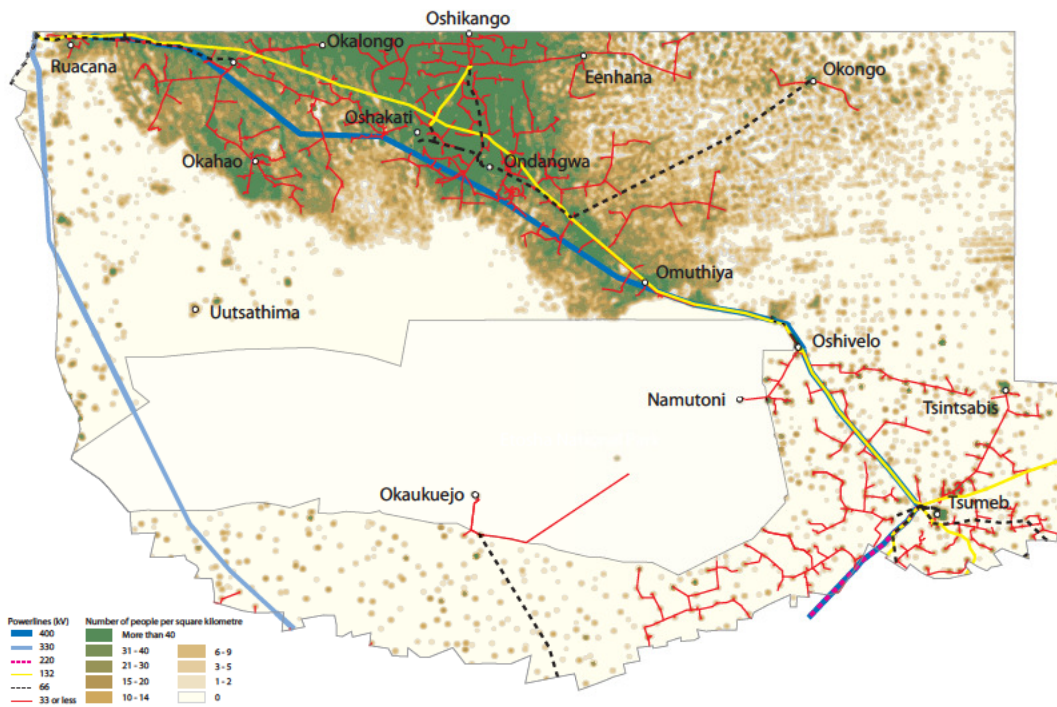 Oshikango
Okalongo
Ruacana
Eenhana
Okongo
Oshakati
Okahao
Ondangwa
Omuthiya
Uutsathima
Oshivelo
Namutoni
Tsintsabis
Okaukuejo
Tsumeb
Powerlines (kV)
400
330
220
132
66
33 or less
Number of people per square kilometre
More than 40
31 - 40
21 - 30
15 - 20
10 - 14
6 - 9
3 - 5
1 - 2
0